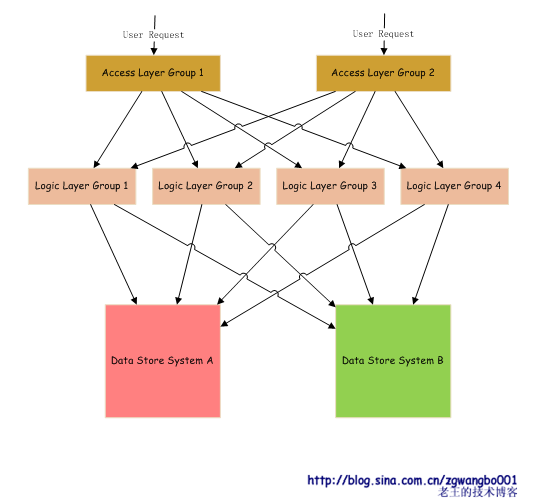 User Request
User Request
Access Layer Group 1
Access Layer Group 2
Logic Layer Group 1
Logic Layer Group 2
Logic Layer Group 3
Logic Layer Group 4
Data Store System A
Data Store System B
http://blog.sina.com.cn/zgwangbo001
老王的技术博客